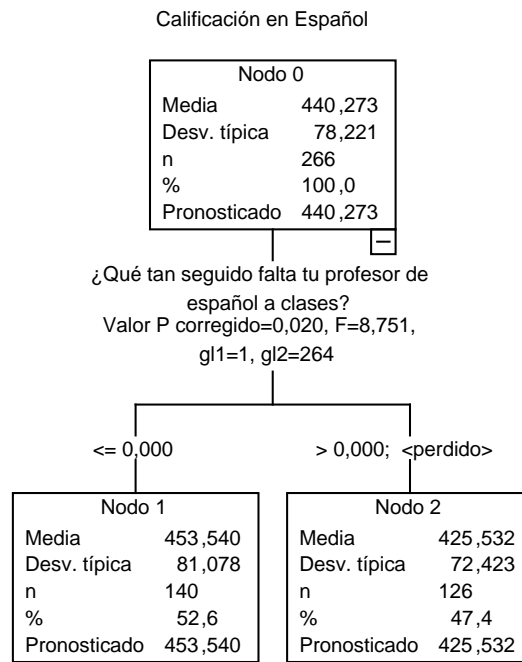 Calificación en Español
Nodo 0
Media 440,273
Desv. típica 78,221
n 266
% 100,0
Pronosticado 440,273
¿Qué tan seguido falta tu profesor de
español a clases?
Valor P corregido=0,020, F=8,751,
gl1=1, gl2=264
<= 0,000
> 0,000; <perdido>
Nodo 1
Media 453,540
Desv. típica 81,078
n 140
% 52,6
Pronosticado 453,540
Nodo 2
Media 425,532
Desv. típica 72,423
n 126
% 47,4
Pronosticado 425,532